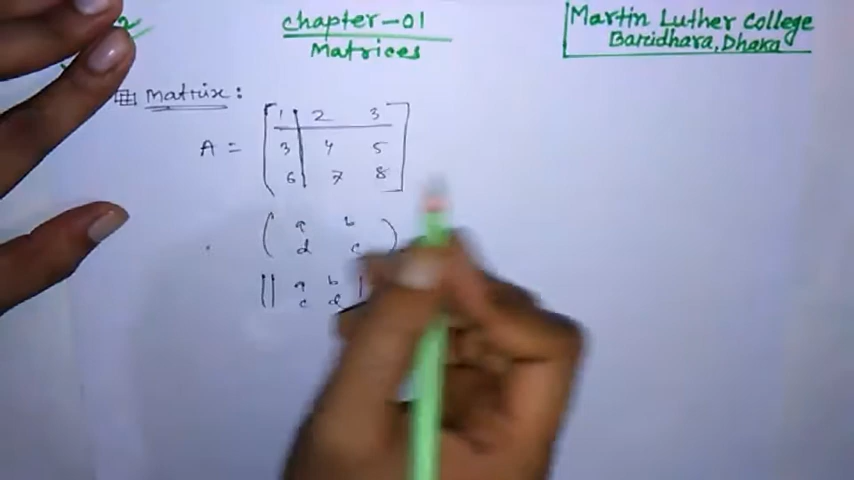 chapter-01
Matrices
Martin Luther College
Baridhara, Dhaka
Matrix:
A = [ 1 2 3
3 4 5
6 7 8 ]
( a b
d c )
|| a b |
c d